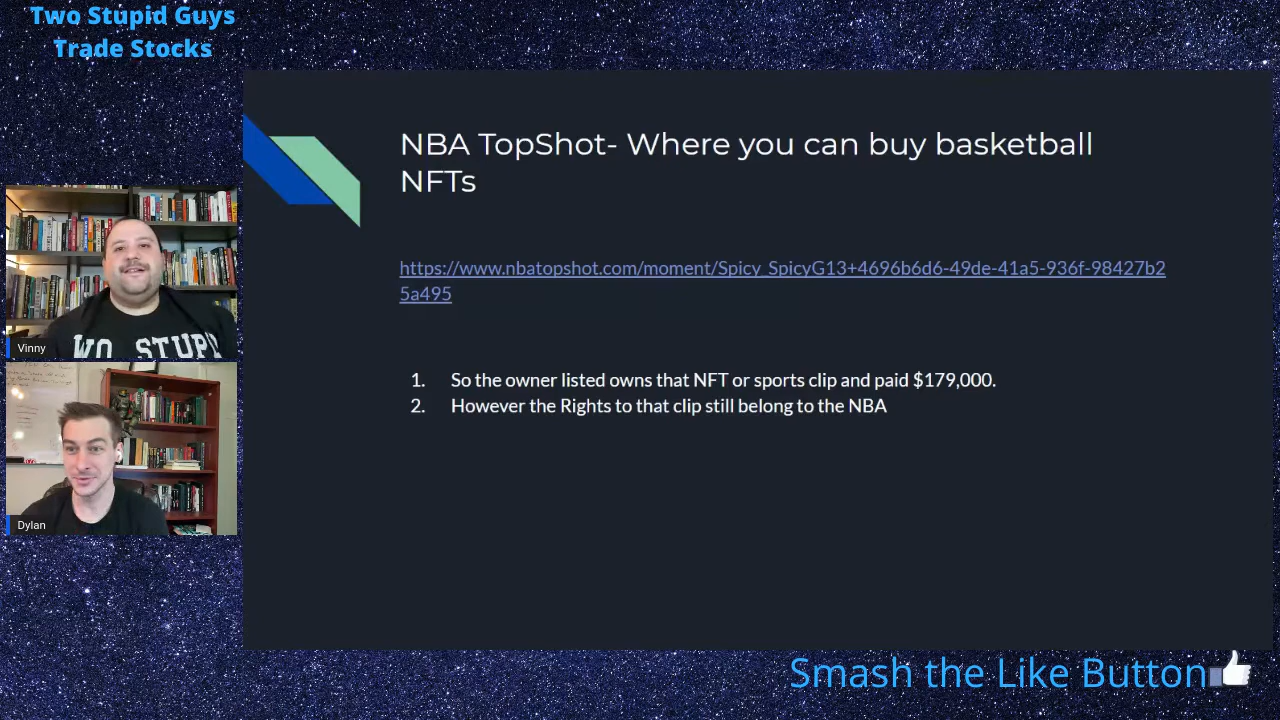 Two Stupid Guys
Trade Stocks
NBA TopShot- Where you can buy basketball
NFTs
https://www.nbatopshot.com/moment/Spicy_SpicyG13+4696b6d6-49de-41a5-936f-98427b2
5a495
1. So the owner listed owns that NFT or sports clip and paid $179,000.
2. However the Rights to that clip still belong to the NBA
WO STUPI
Vinny
Dylan
Smash the Like Button